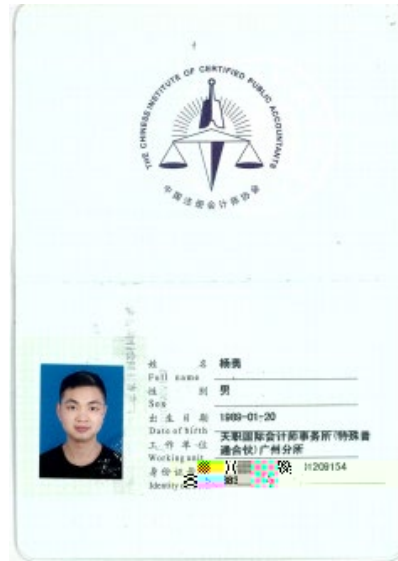 THE CHINESE INSTITUTE OF CERTIFIED PUBLIC ACCOUNTANTS
中国注册会计师协会
姓 名 杨勇
Full name
性 别 男
Sex
出 生 日 期 1989-01-20
Date of birth
工 作 单 位 天职国际会计师事务所(特殊普
Working unit 通合伙)广州分所
身 份 证
Identity